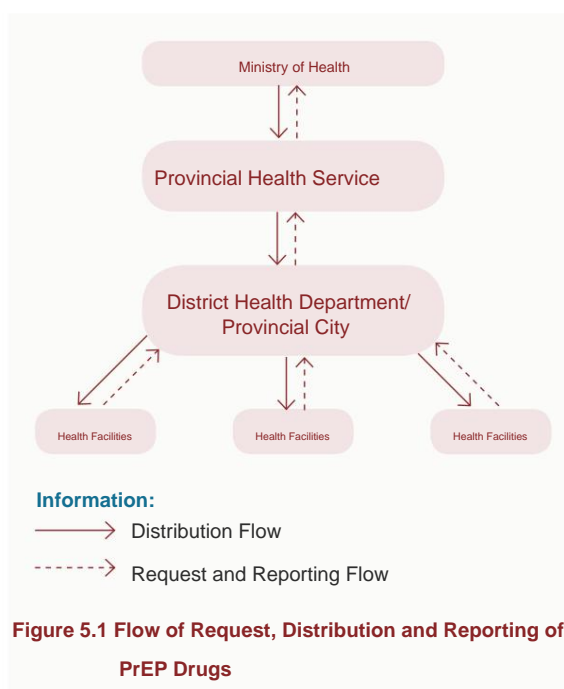 Ministry of Health
Provincial Health Service
District Health Department/
Provincial City
Health Facilities
Health Facilities
Health Facilities
Information:
Distribution Flow
Request and Reporting Flow
Figure 5.1 Flow of Request, Distribution and Reporting of
PrEP Drugs